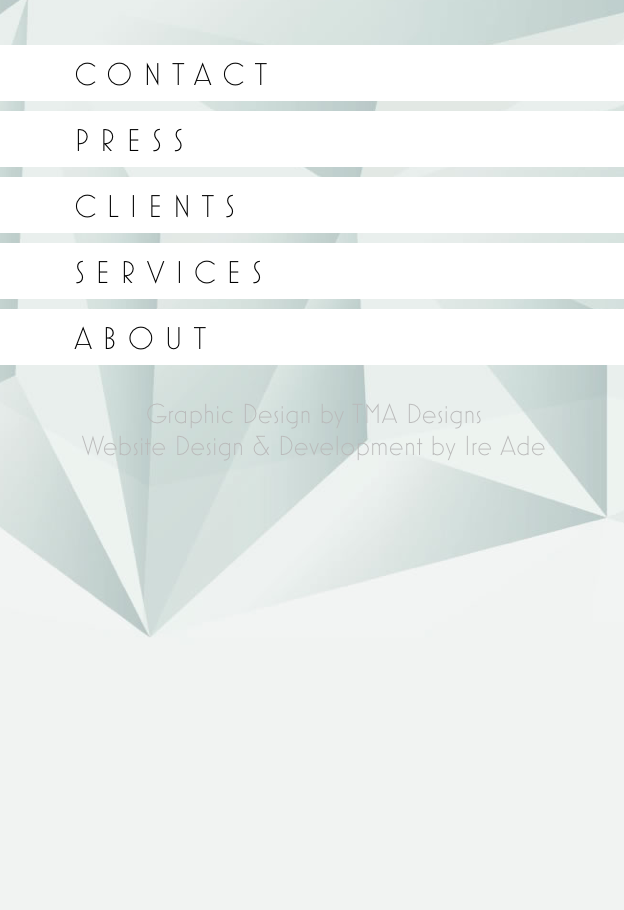 CONTACT
PRESS
CLIENTS
SERVICES
ABOUT
Graphic Design by TMA Designs
Website Design & Development by Ire Ade